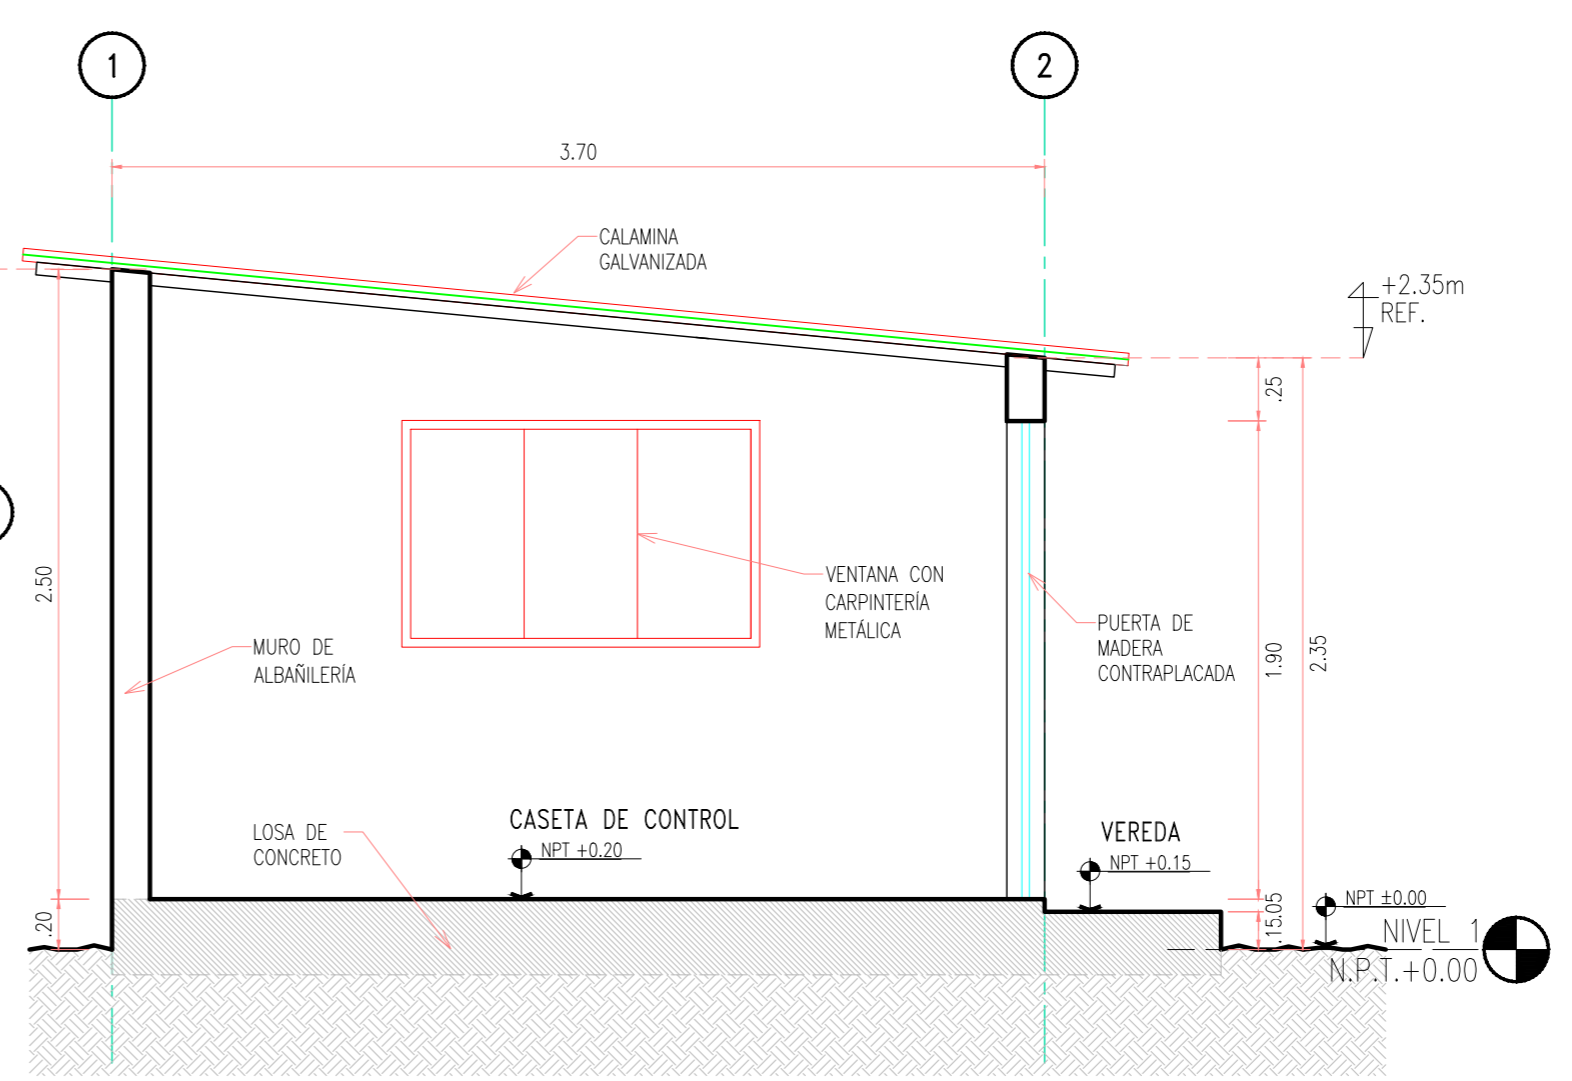 1
2
3.70
CALAMINA
GALVANIZADA
+2.35m
REF.
.25
2.50
VENTANA CON
CARPINTERÍA
METÁLICA
MURO DE
ALBAÑILERÍA
PUERTA DE
MADERA
CONTRAPLACADA
1.90
2.35
CASETA DE CONTROL
NPT +0.20
LOSA DE
CONCRETO
VEREDA
NPT +0.15
.20
.05
.15
NPT ±0.00
NIVEL 1
N.P.T.+0.00